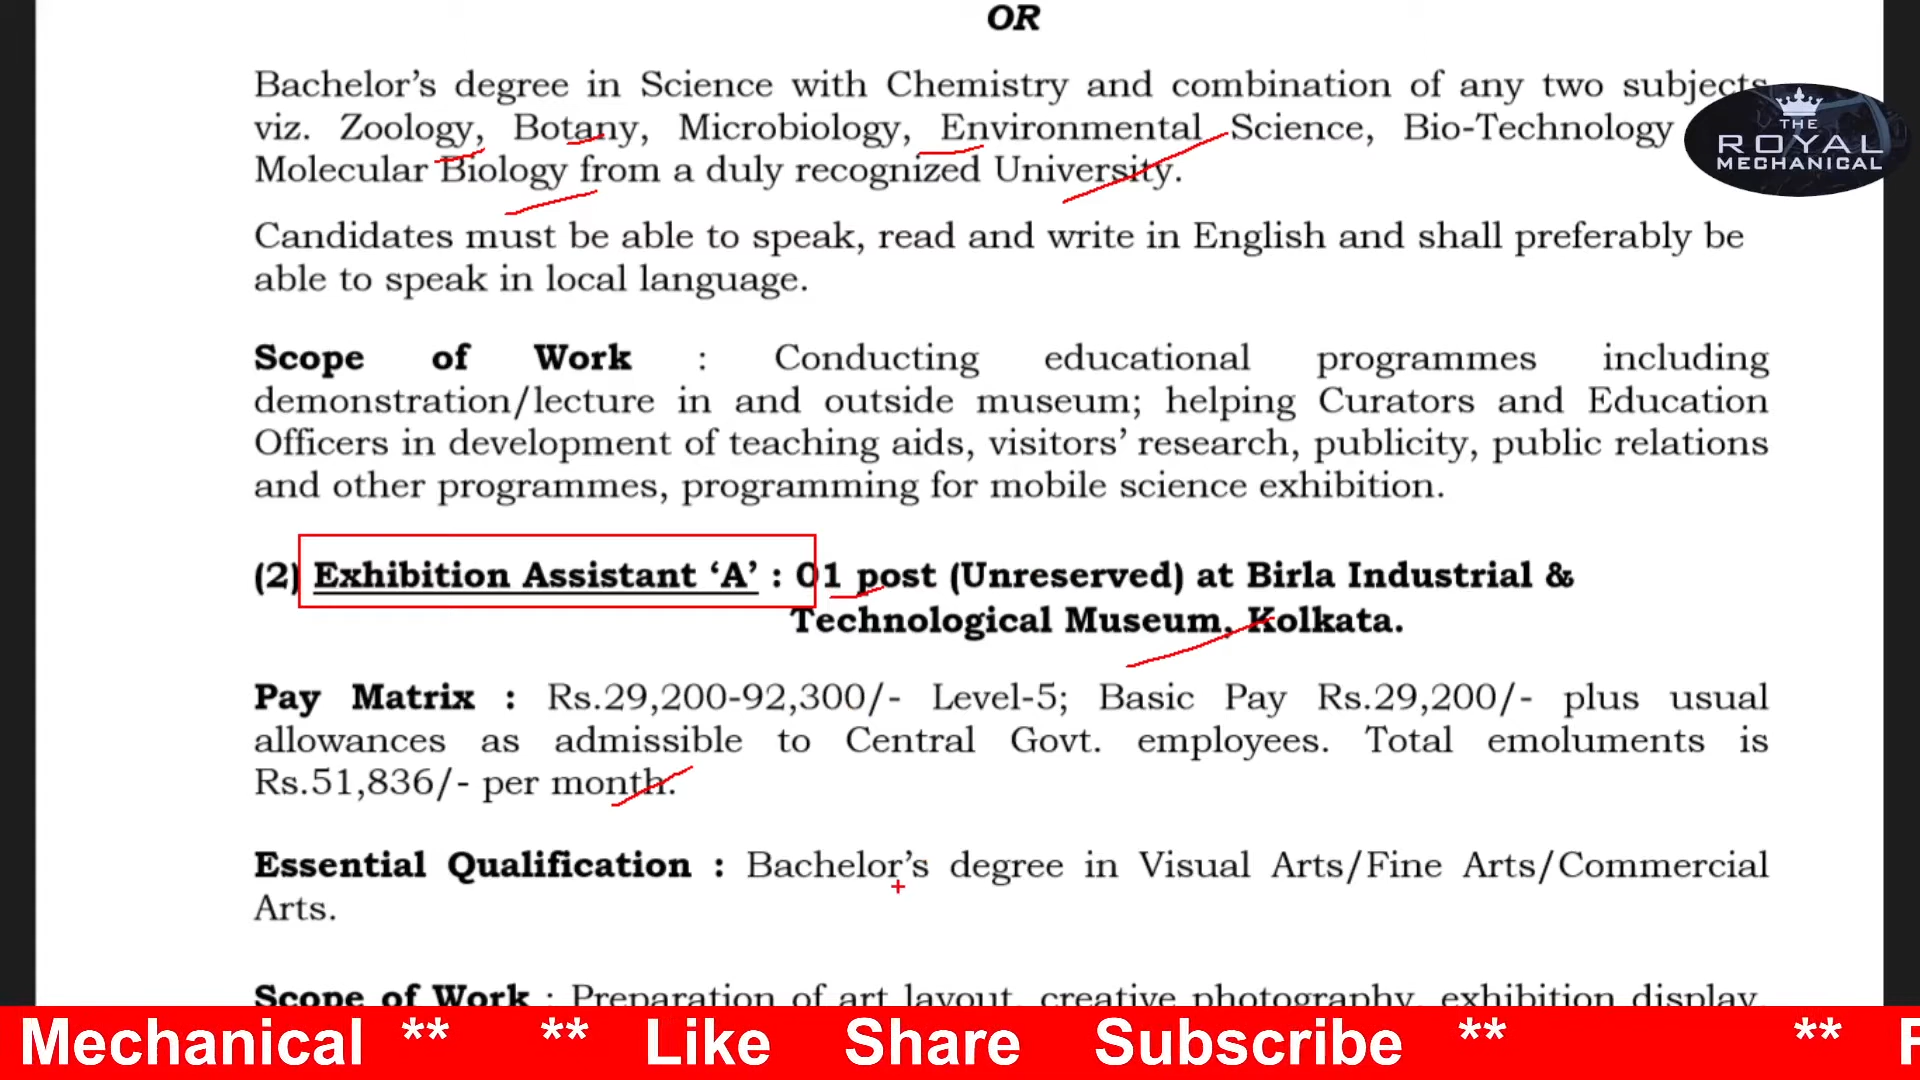 OR
Bachelor’s degree in Science with Chemistry and combination of any two subjects
viz. Zoology, Botany, Microbiology, Environmental Science, Bio-Technology
Molecular Biology from a duly recognized University.
THE
ROYAL
MECHANICAL
Candidates must be able to speak, read and write in English and shall preferably be
able to speak in local language.
Scope of Work : Conducting educational programmes including
demonstration/lecture in and outside museum; helping Curators and Education
Officers in development of teaching aids, visitors’ research, publicity, public relations
and other programmes, programming for mobile science exhibition.
(2) Exhibition Assistant ‘A’ : 01 post (Unreserved) at Birla Industrial &
Technological Museum, Kolkata.
Pay Matrix : Rs.29,200-92,300/- Level-5; Basic Pay Rs.29,200/- plus usual
allowances as admissible to Central Govt. employees. Total emoluments is
Rs.51,836/- per month.
Essential Qualification : Bachelor’s degree in Visual Arts/Fine Arts/Commercial
Arts.
Scope of Work : Preparation of art layout, creative photography, exhibition display,
Mechanical ** ** Like Share Subscribe ** **